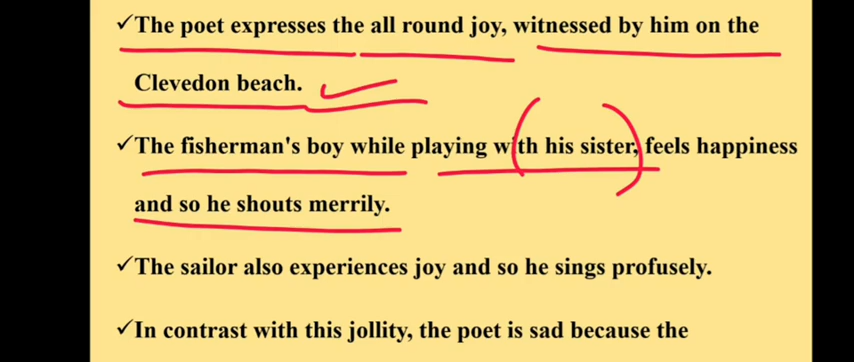 ✓The poet expresses the all round joy, witnessed by him on the
Clevedon beach.
✓The fisherman's boy while playing with his sister, feels happiness
and so he shouts merrily.
✓The sailor also experiences joy and so he sings profusely.
✓In contrast with this jollity, the poet is sad because the